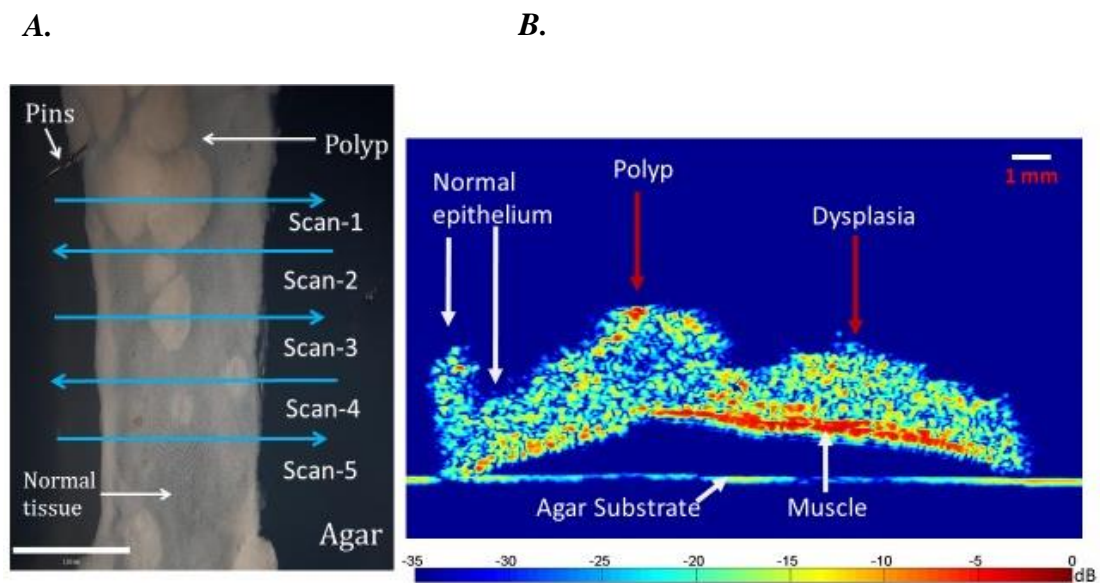 A.
B.
Pins
Polyp
Scan-1
Scan-2
Scan-3
Scan-4
Scan-5
Normal
tissue
Agar
Normal
epithelium
Polyp
Dysplasia
1 mm
Agar Substrate
Muscle
-35 -30 -25 -20 -15 -10 -5 0
dB